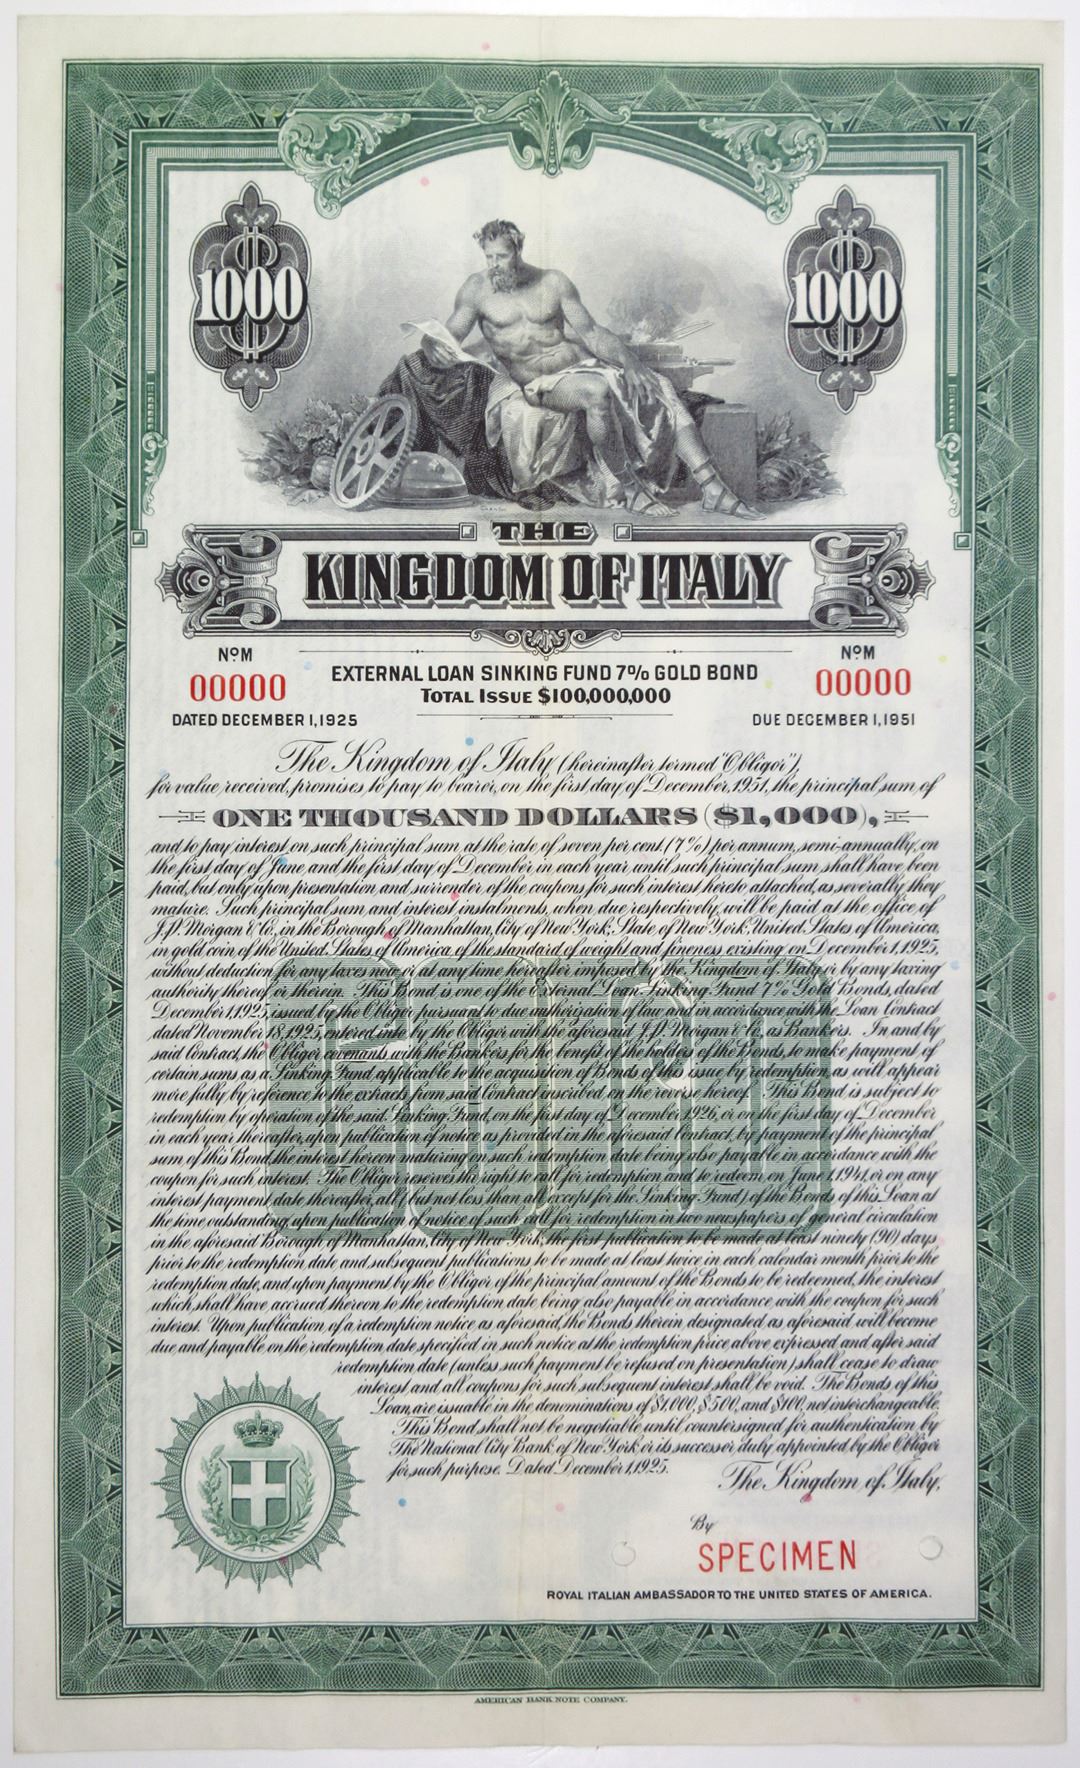 1000
1000
THE
KINGDOM OF ITALY
NO M
00000
DATED DECEMBER 1, 1925
EXTERNAL LOAN SINKING FUND 7% GOLD BOND
TOTAL ISSUE $100,000,000
NO M
00000
DUE DECEMBER 1, 1951
The Kingdom of Italy (hereinafter termed "Obligor"),
for value received, promises to pay to bearer, on the first day of December, 1951, the principal sum of
ONE THOUSAND DOLLARS ($1,000),
and to pay interest on such principal sum at the rate of seven per cent. (7%) per annum, semi-annually, on
the first day of June and the first day of December in each year until such principal sum shall have been
paid, but only upon presentation and surrender of the coupons for such interest hereto attached, as severally they
mature. Such principal sum and interest instalments, when due respectively, will be paid at the office of
J.P. Morgan & Co., in the Borough of Manhattan, City of New York, State of New York, United States of America,
in gold coin of the United States of America of the standard of weight and fineness existing on December 1, 1925,
without deduction for any taxes now or at any time hereafter imposed by the Kingdom of Italy or by any taxing
authority thereof or therein. This Bond is one of the External Loan Sinking Fund 7% Gold Bonds, dated
December 1, 1925, issued by the Obligor pursuant to due authorization of law and in accordance with the Loan Contract
dated November 18, 1925, entered into by the Obligor with the aforesaid J.P. Morgan & Co., as Bankers. In and by
said Contract, the Obligor covenants with the Bankers for the benefit of the holders of the Bonds, to make payment of
certain sums as a Sinking Fund applicable to the acquisition of Bonds of this issue by redemption, as will appear
more fully by reference to the extracts from said Contract inscribed on the reverse hereof. This Bond is subject to
redemption by operation of the said Sinking Fund, on the first day of December 1926, or on the first day of December
in each year thereafter, upon publication of notice as provided in the aforesaid Contract, by payment of the principal
sum of this Bond, the interest hereon maturing on such redemption date being also payable in accordance with the
coupon for such interest. The Obligor reserves the right to call for redemption and to redeem, on June 1, 1941, or on any
interest payment date thereafter, all (but not less than all except for the Sinking Fund) of the Bonds of this Loan at
the time outstanding, upon publication of notice of such call for redemption in two newspapers of general circulation
in the aforesaid Borough of Manhattan, City of New York, the first publication to be made at least ninety (90) days
prior to the redemption date and subsequent publications to be made at least twice in each calendar month prior to the
redemption date, and upon payment by the Obligor of the principal amount of the Bonds to be redeemed, the interest
which shall have accrued thereon to the redemption date being also payable in accordance with the coupon for such
interest. Upon publication of a redemption notice as aforesaid, the Bonds therein designated as aforesaid will become
due and payable on the redemption date specified in such notice at the redemption price above expressed and after said
redemption date (unless such payment be refused on presentation) shall cease to draw
interest and all coupons for such subsequent interest shall be void. The Bonds of this
Loan, are issuable in the denominations of $1,000, $500, and $100, not interchangeable.
This Bond shall not be negotiable until countersigned for authentication by
The National City Bank of New York or its successor duly appointed by the Obligor
for such purpose. Dated December 1, 1925.
The Kingdom of Italy,
By
SPECIMEN
ROYAL ITALIAN AMBASSADOR TO THE UNITED STATES OF AMERICA.
AMERICAN BANK NOTE COMPANY.